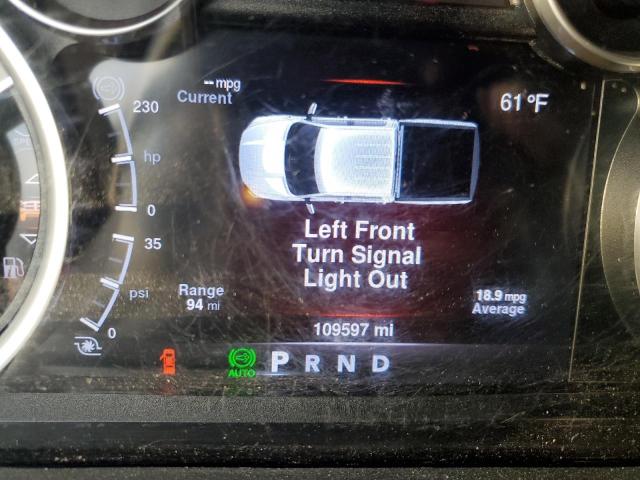 -- mpg
Current
61°F
230
hp
0
35
psi
0
Left Front
Turn Signal
Light Out
Range
94 mi
18.9 mpg
Average
109597 mi
AUTO
P R N D